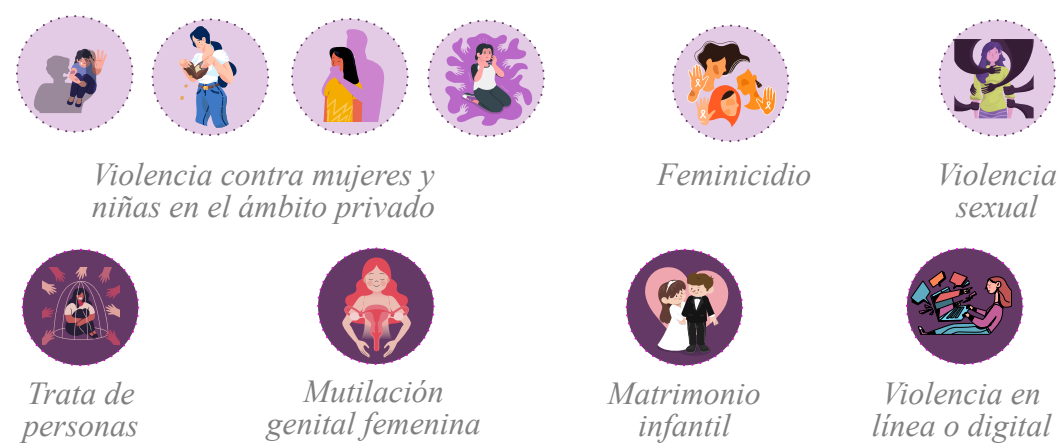 Violencia contra mujeres y
niñas en el ámbito privado
Feminicidio
Violencia
sexual
Trata de
personas
Mutilación
genital femenina
Matrimonio
infantil
Violencia en
línea o digital